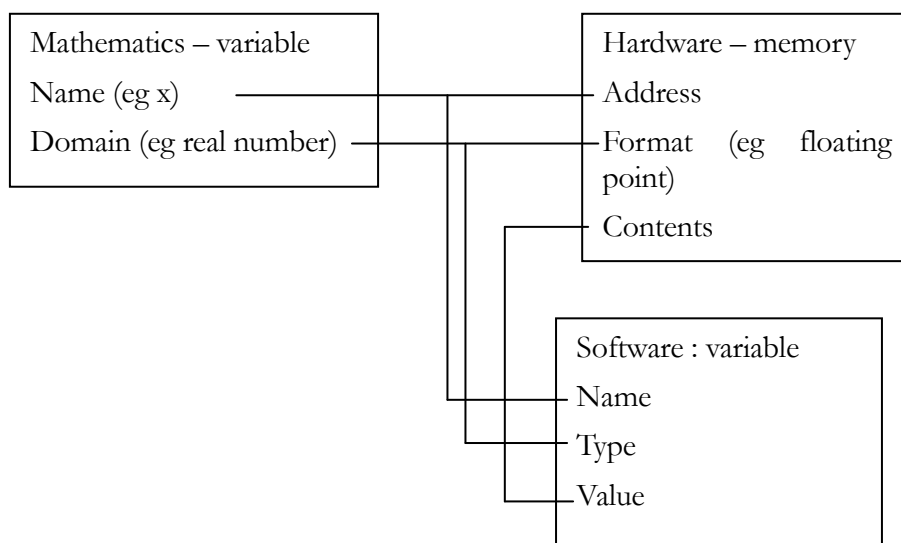 Mathematics – variable
Name (eg x)
Domain (eg real number)
Hardware – memory
Address
Format (eg floating
point)
Contents
Software : variable
Name
Type
Value